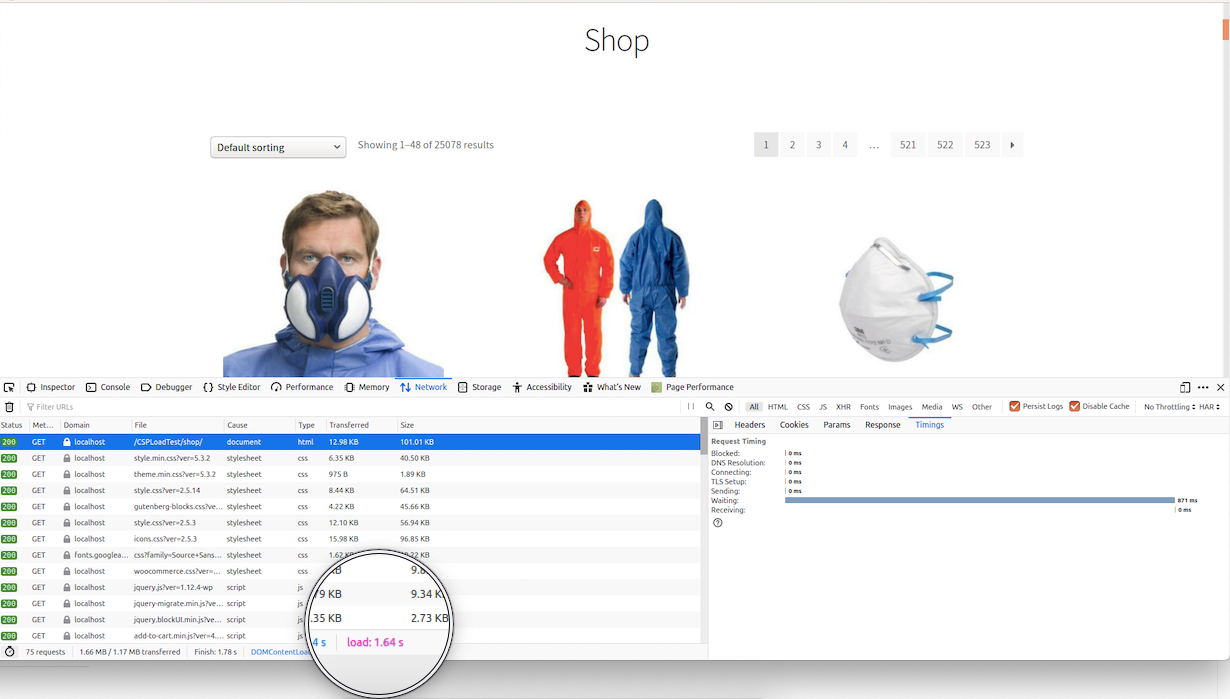 Shop
Default sorting
Showing 1–48 of 25078 results
1 2 3 4 … 521 522 523
Inspector Console Debugger Style Editor Performance Memory Network Storage Accessibility What's New Page Performance
Filter URLs
All HTML CSS JS XHR Fonts Images Media WS Other Persist Logs Disable Cache No Throttling HAR
Status Met... Domain File Cause Type Transferred Size
Headers Cookies Params Response Timings
200 GET localhost /CSPLoadTest/shop/ document html 12.98 KB 101.01 KB
200 GET localhost style.min.css?ver=5.3.2 stylesheet css 6.35 KB 40.50 KB
200 GET localhost theme.min.css?ver=5.3.2 stylesheet css 975 B 1.89 KB
200 GET localhost style.css?ver=2.5.14 stylesheet css 8.44 KB 64.51 KB
200 GET localhost gutenberg-blocks.css?ve... stylesheet css 4.22 KB 45.66 KB
200 GET localhost style.css?ver=2.5.3 stylesheet css 12.10 KB 56.94 KB
200 GET localhost icons.css?ver=2.5.3 stylesheet css 15.98 KB 96.85 KB
200 GET fonts.googlea... css?family=Source+Sans... stylesheet css 1.62 KB
200 GET localhost woocommerce.css?ver=... stylesheet css
200 GET localhost jquery.js?ver=1.12.4-wp script js
200 GET localhost jquery-migrate.min.js?ve... script js
200 GET localhost jquery.blockUI.min.js?ve... script js
200 GET localhost add-to-cart.min.js?ver=4.... script js
KB 9.8
79 KB 9.34 K
.35 KB 2.73 KB
4 s load: 1.64 s
75 requests 1.66 MB / 1.17 MB transferred Finish: 1.78 s DOMContentLoa
Request Timing
Blocked: 0 ms
DNS Resolution: 0 ms
Connecting: 0 ms
TLS Setup: 0 ms
Sending: 0 ms
Waiting: 871 ms
Receiving: 0 ms